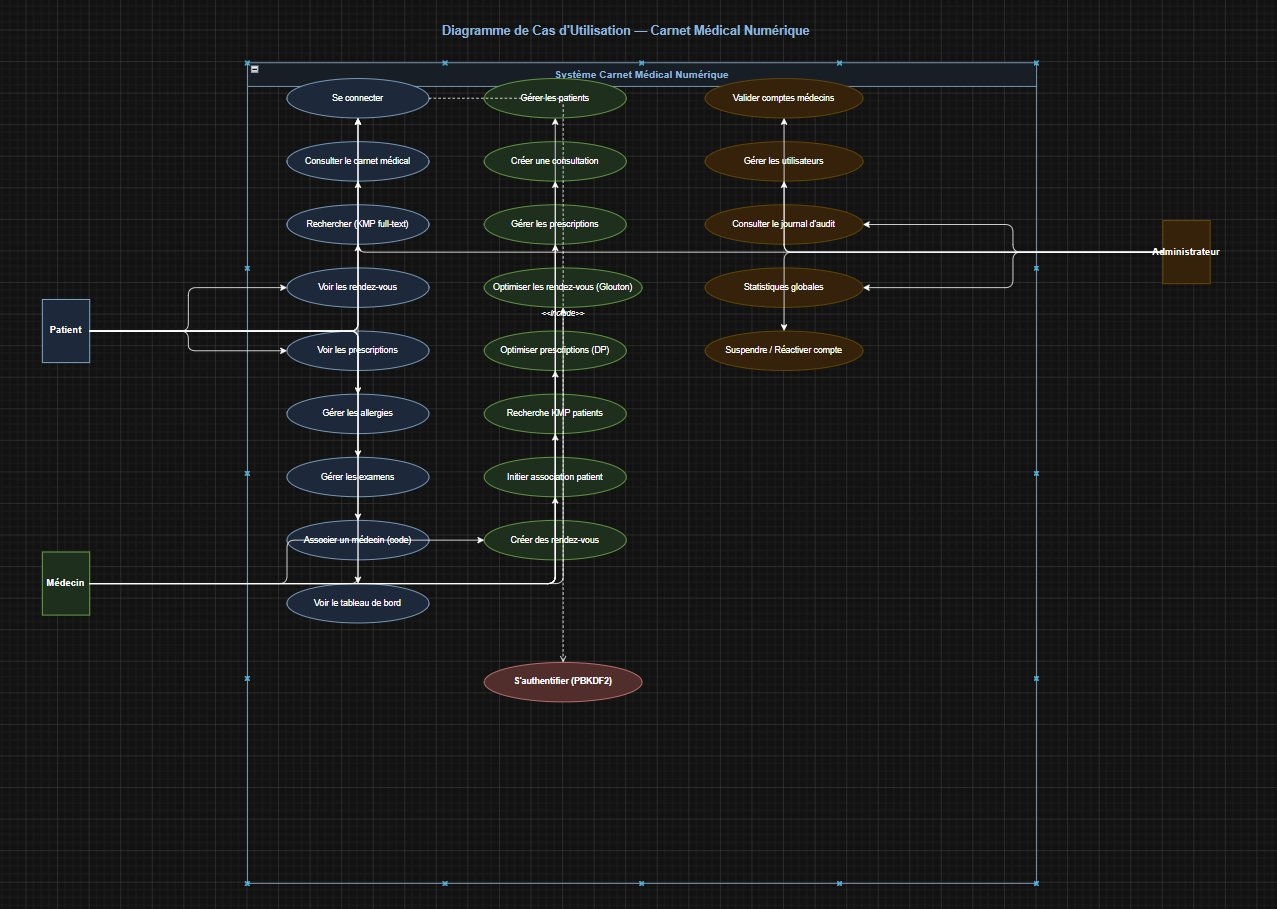 Diagramme de Cas d'Utilisation — Carnet Médical Numérique
Système Carnet Médical Numérique
Se connecter
Gérer les patients
Valider comptes médecins
Consulter le carnet médical
Créer une consultation
Gérer les utilisateurs
Rechercher (KMP full-text)
Gérer les prescriptions
Consulter le journal d'audit
Administrateur
Voir les rendez-vous
Optimiser les rendez-vous (Glouton)
Statistiques globales
<<include>>
Patient
Voir les prescriptions
Optimiser prescriptions (DP)
Suspendre / Réactiver compte
Gérer les allergies
Recherche KMP patients
Gérer les examens
Initier association patient
Associer un médecin (code)
Créer des rendez-vous
Médecin
Voir le tableau de bord
S'authentifier (PBKDF2)